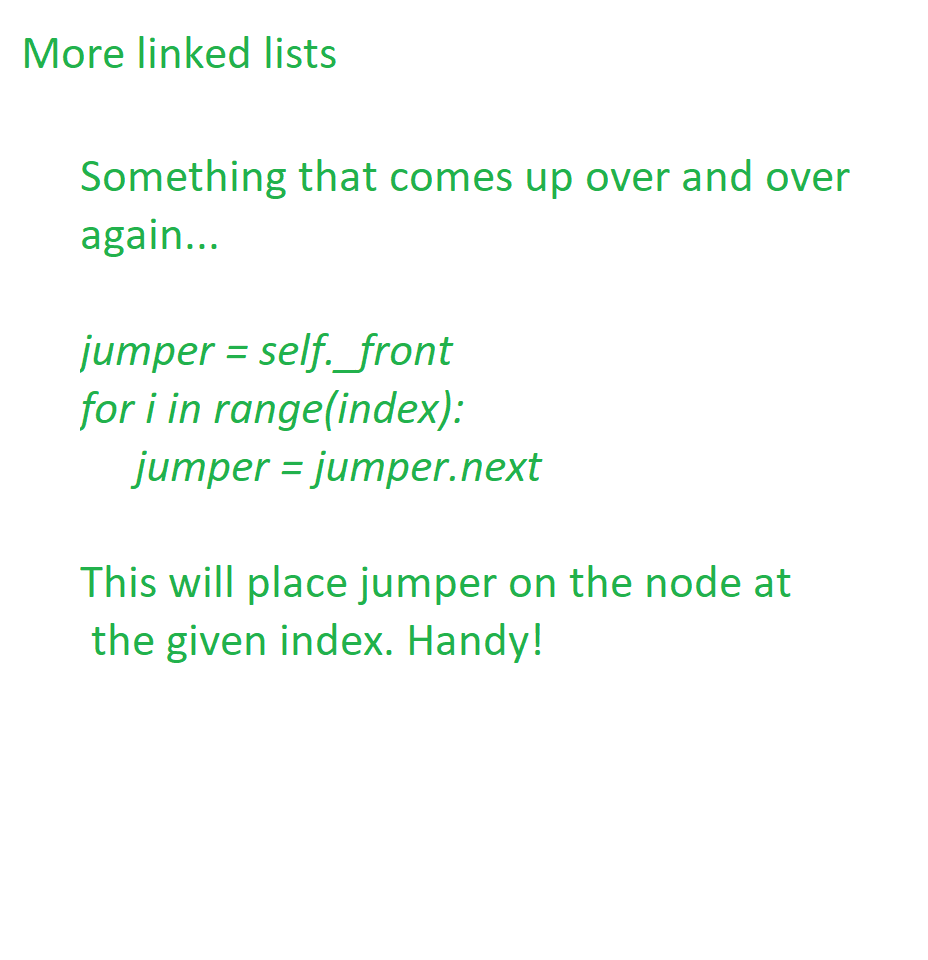 More linked lists
Something that comes up over and over
again...
jumper = self._front
for i in range(index):
jumper = jumper.next
This will place jumper on the node at
the given index. Handy!